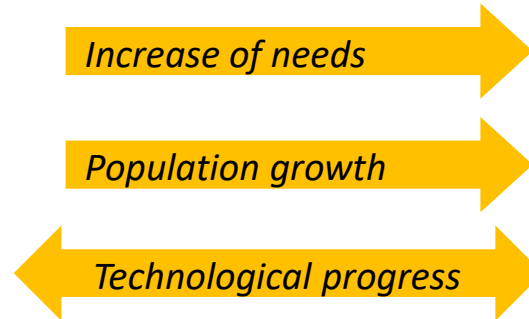 Increase of needs
Population growth
Technological progress